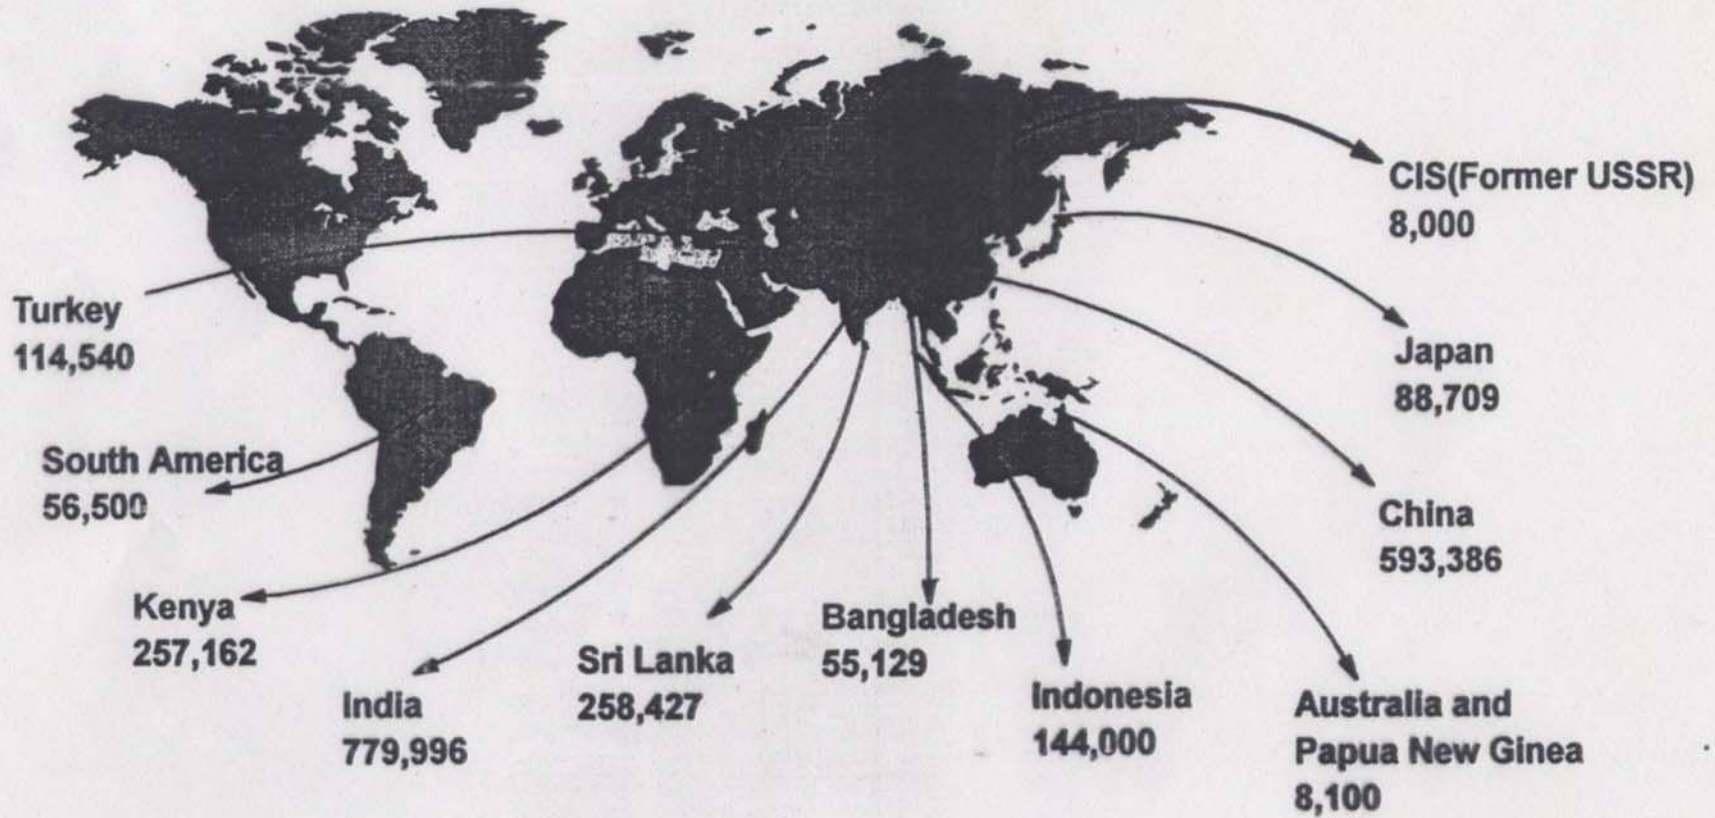 CIS(Former USSR)
8,000
Turkey
114,540
Japan
88,709
South America
56,500
China
593,386
Kenya
257,162
Bangladesh
55,129
Sri Lanka
258,427
India
779,996
Indonesia
144,000
Australia and
Papua New Ginea
8,100